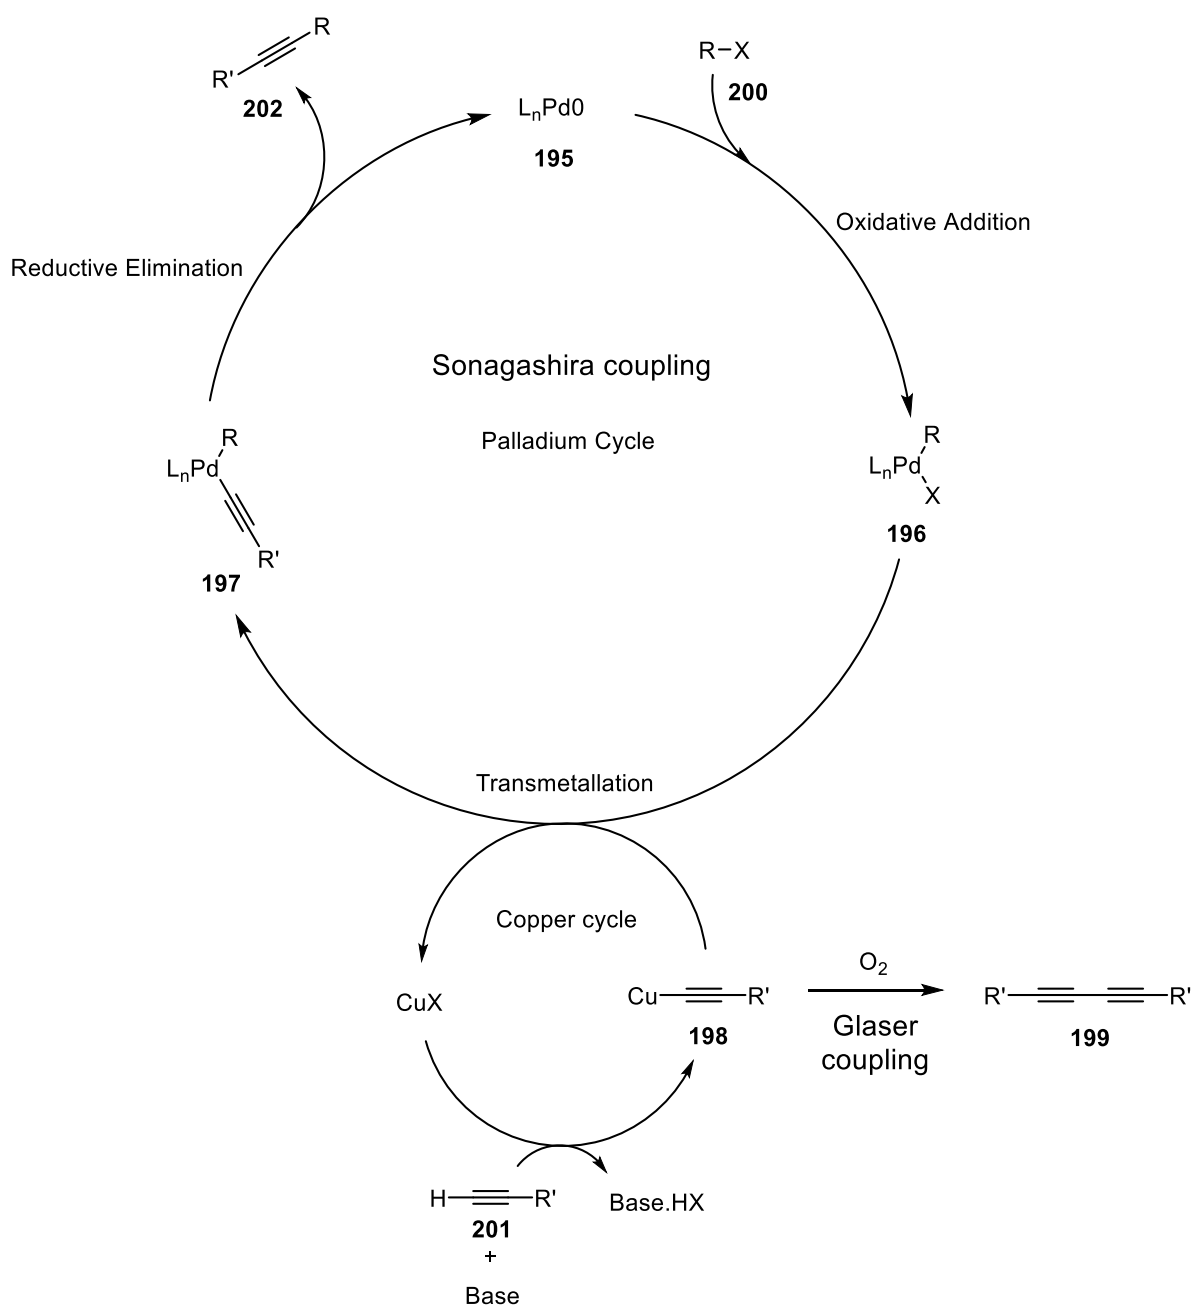 R
R'
202
R–X
200
LnPd0
195
Oxidative Addition
Reductive Elimination
Sonagashira coupling
Palladium Cycle
R
LnPd
X
196
R
LnPd
R'
197
Transmetallation
Copper cycle
CuX
Cu
R'
198
O2
Glaser
coupling
R'
R'
199
H
R'
201
+
Base
Base.HX